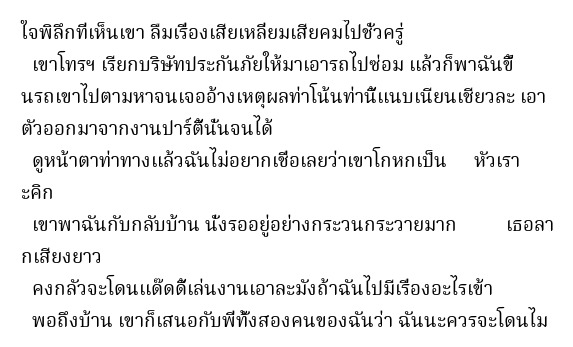 ใจพิลึกที่เห็นเขา ลืมเรื่องเสียเหลี่ยมเสียคมไปชั่วครู่
เขาโทรฯ เรียกบริษัทประกันภัยให้มาเอารถไปซ่อม แล้วก็พาฉันขึ้
นรถเขาไปตามหาจนเจออ้างเหตุผลท่าโน้นท่านี้แนบเนียนเชียวละ เอา
ตัวออกมาจากงานปาร์ตี้นั้นจนได้
ดูหน้าตาท่าทางแล้วฉันไม่อยากเชื่อเลยว่าเขาโกหกเป็น หัวเรา
ะคิก
เขาพาฉันกับกลับบ้าน นั่งรออยู่อย่างกระวนกระวายมาก เธอลา
กเสียงยาว
คงกลัวจะโดนแด๊ดดี้เล่นงานเอาละมังถ้าฉันไปมีเรื่องอะไรเข้า
พอถึงบ้าน เขาก็เสนอกับพี่ทั้งสองคนของฉันว่า ฉันนะควรจะโดนไม